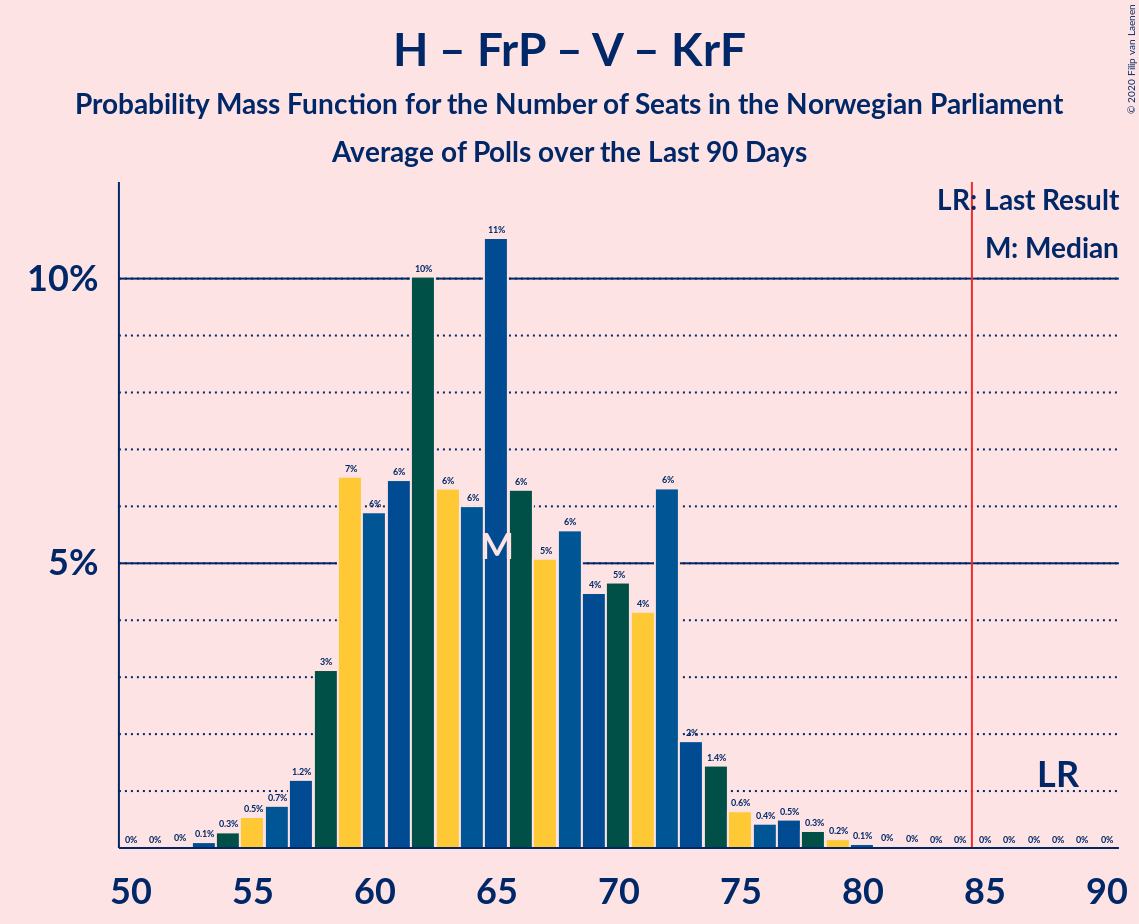 H – FrP – V – KrF
Probability Mass Function for the Number of Seats in the Norwegian Parliament
Average of Polls over the Last 90 Days
© 2020 Filip van Laenen
LR: Last Result
M: Median
10%
5%
0% 0% 0% 0.1% 0.3% 0.5% 0.7% 1.2% 3% 7% 6% 6% 10% 6% 6% 11% 6% 5% 6% 4% 5% 4% 6% 2% 1.4% 0.6% 0.4% 0.5% 0.3% 0.2% 0.1% 0% 0% 0% 0% 0% 0% 0% 0% 0% 0%
M
LR
50 55 60 65 70 75 80 85 90